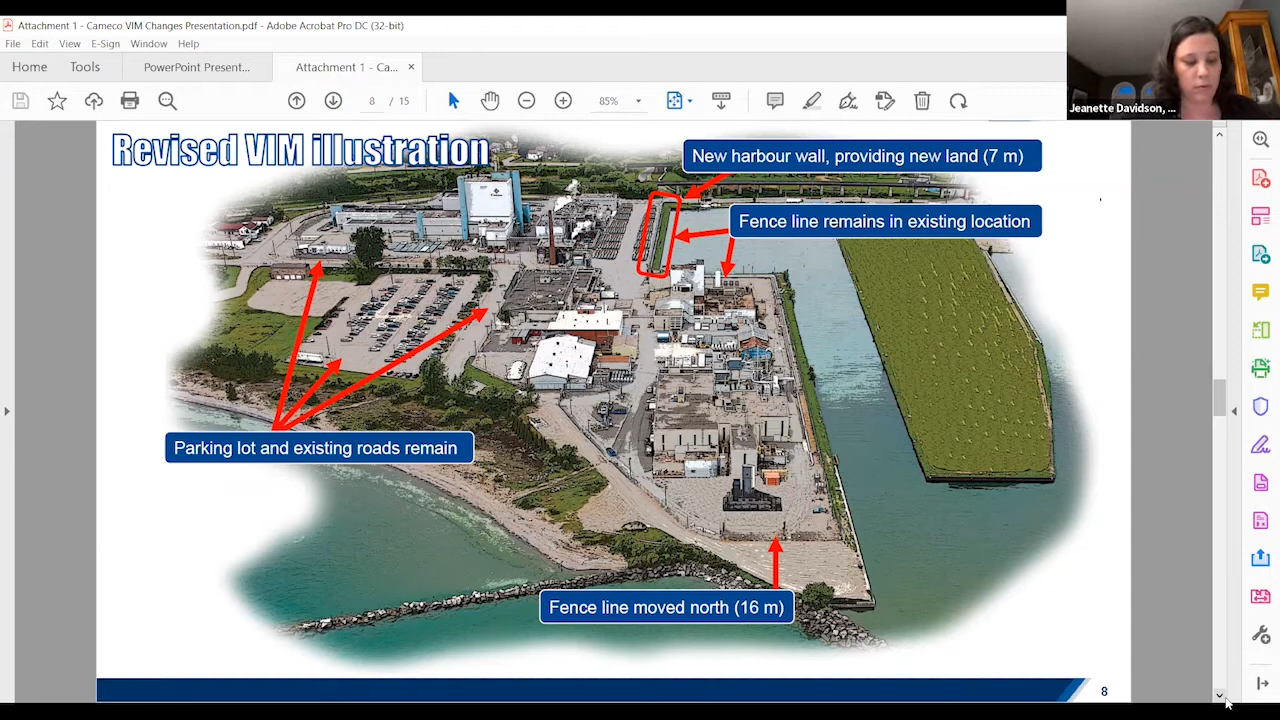 Attachment 1 - Cameco VIM Changes Presentation.pdf - Adobe Acrobat Pro DC (32-bit)
File Edit View E-Sign Window Help
Home Tools PowerPoint Present... Attachment 1 - Ca... ×
8 / 15 85%
Jeanette Davidson, ...
Revised VIM illustration
New harbour wall, providing new land (7 m)
Fence line remains in existing location
Parking lot and existing roads remain
Fence line moved north (16 m)
8